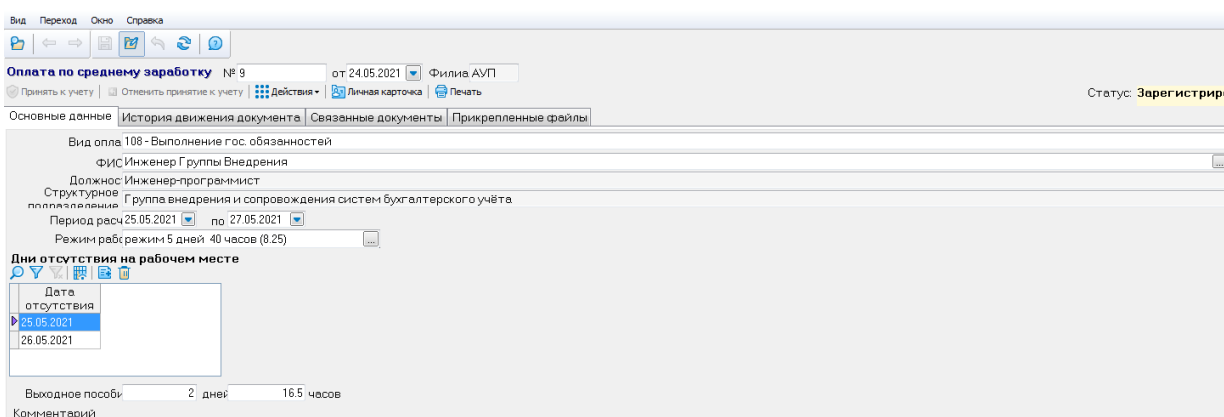 Вид Переход Окно Справка
Оплата по среднему заработку № 9 от 24.05.2021 Филиа АУП
Принять к учету Отменить принятие к учету Действия Личная карточка Печать
Статус: Зарегистрир
Основные данные История движения документа Связанные документы Прикрепленные файлы
Вид опла 108 - Выполнение гос. обязанностей
ФИО Инженер Группы Внедрения ...
Должнос Инженер-программист
Структурное
подразделение Группа внедрения и сопровождения систем бухгалтерского учёта
Период расч 25.05.2021 по 27.05.2021
Режим рабо режим 5 дней 40 часов (8.25) ...
Дни отсутствия на рабочем месте
Дата
отсутствия
25.05.2021
26.05.2021
Выходное пособи 2 дней 16.5 часов
Комментарий